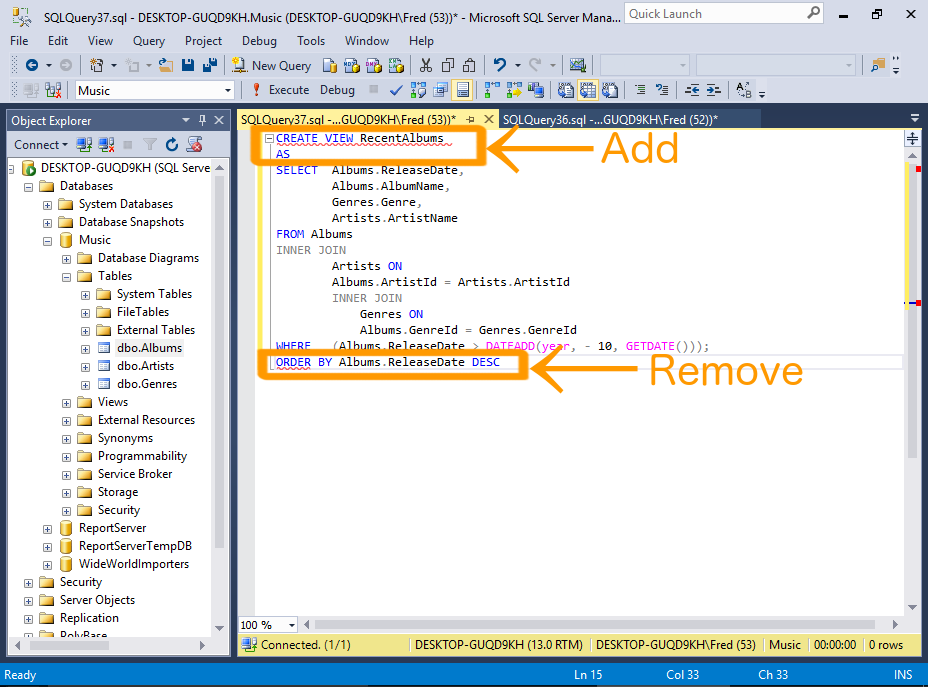 SQLQuery37.sql - DESKTOP-GUQD9KH.Music (DESKTOP-GUQD9KH\Fred (53))* - Microsoft SQL Server Mana...
Quick Launch
File Edit View Query Project Debug Tools Window Help
New Query
Music
Execute Debug
Object Explorer
Connect
DESKTOP-GUQD9KH (SQL Serve
Databases
System Databases
Database Snapshots
Music
Database Diagrams
Tables
System Tables
FileTables
External Tables
dbo.Albums
dbo.Artists
dbo.Genres
Views
External Resources
Synonyms
Programmability
Service Broker
Storage
Security
ReportServer
ReportServerTempDB
WideWorldImporters
Security
Server Objects
Replication
PolyBase
SQLQuery37.sql -...GUQD9KH\Fred (53))*
SQLQuery36.sql -...GUQD9KH\Fred (52))*
CREATE VIEW RecentAlbums
AS
Add
SELECT Albums.ReleaseDate,
Albums.AlbumName,
Genres.Genre,
Artists.ArtistName
FROM Albums
INNER JOIN
Artists ON
Albums.ArtistId = Artists.ArtistId
INNER JOIN
Genres ON
Albums.GenreId = Genres.GenreId
WHERE (Albums.ReleaseDate > DATEADD(year, - 10, GETDATE()));
ORDER BY Albums.ReleaseDate DESC
Remove
100 %
Connected. (1/1)
DESKTOP-GUQD9KH (13.0 RTM)
DESKTOP-GUQD9KH\Fred (53)
Music
00:00:00
0 rows
Ready
Ln 15
Col 33
Ch 33
INS